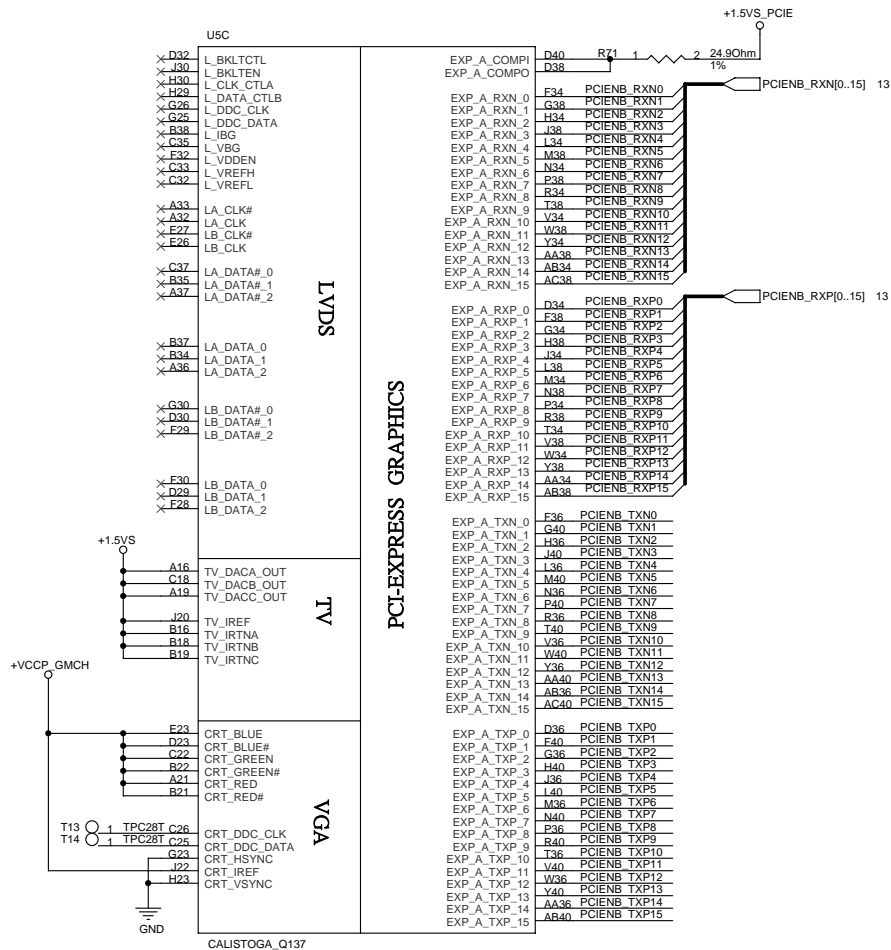 +1.5VS_PCIE
U5C
D32 L_BKLTCTL
J30 L_BKLTEN
H30 L_CLK_CTLA
H29 L_DATA_CTLB
G26 L_DDC_CLK
G25 L_DDC_DATA
B38 L_IBG
C35 L_VBG
F32 L_VDDEN
C33 L_VREFH
C32 L_VREFL
A33 LA_CLK#
A32 LA_CLK
E27 LB_CLK#
E26 LB_CLK
C37 LA_DATA#_0
B35 LA_DATA#_1
A37 LA_DATA#_2
B37 LA_DATA_0
B34 LA_DATA_1
A36 LA_DATA_2
G30 LB_DATA#_0
D30 LB_DATA#_1
F29 LB_DATA#_2
F30 LB_DATA_0
D29 LB_DATA_1
F28 LB_DATA_2
LVDS
+1.5VS
A16 TV_DACA_OUT
C18 TV_DACB_OUT
A19 TV_DACC_OUT
J20 TV_IREF
B16 TV_IRTNA
B18 TV_IRTNB
B19 TV_IRTNC
TV
+VCCP_GMCH
E23 CRT_BLUE
D23 CRT_BLUE#
C22 CRT_GREEN
B22 CRT_GREEN#
A21 CRT_RED
B21 CRT_RED#
T13 1 TPC28T C26 CRT_DDC_CLK
T14 1 TPC28T C25 CRT_DDC_DATA
G23 CRT_HSYNC
J22 CRT_IREF
H23 CRT_VSYNC
VGA
GND
PCI-EXPRESS GRAPHICS
EXP_A_COMPI D40 R71 1 2 24.9Ohm
EXP_A_COMPO D38 1%
EXP_A_RXN_0 F34 PCIENB_RXN0 PCIENB_RXN[0..15] 13
EXP_A_RXN_1 G38 PCIENB_RXN1
EXP_A_RXN_2 H34 PCIENB_RXN2
EXP_A_RXN_3 J38 PCIENB_RXN3
EXP_A_RXN_4 L34 PCIENB_RXN4
EXP_A_RXN_5 M38 PCIENB_RXN5
EXP_A_RXN_6 N34 PCIENB_RXN6
EXP_A_RXN_7 P38 PCIENB_RXN7
EXP_A_RXN_8 R34 PCIENB_RXN8
EXP_A_RXN_9 T38 PCIENB_RXN9
EXP_A_RXN_10 V34 PCIENB_RXN10
EXP_A_RXN_11 W38 PCIENB_RXN11
EXP_A_RXN_12 Y34 PCIENB_RXN12
EXP_A_RXN_13 AA38 PCIENB_RXN13
EXP_A_RXN_14 AB34 PCIENB_RXN14
EXP_A_RXN_15 AC38 PCIENB_RXN15
EXP_A_RXP_0 D34 PCIENB_RXP0 PCIENB_RXP[0..15] 13
EXP_A_RXP_1 F38 PCIENB_RXP1
EXP_A_RXP_2 G34 PCIENB_RXP2
EXP_A_RXP_3 H38 PCIENB_RXP3
EXP_A_RXP_4 J34 PCIENB_RXP4
EXP_A_RXP_5 L38 PCIENB_RXP5
EXP_A_RXP_6 M34 PCIENB_RXP6
EXP_A_RXP_7 N38 PCIENB_RXP7
EXP_A_RXP_8 P34 PCIENB_RXP8
EXP_A_RXP_9 R38 PCIENB_RXP9
EXP_A_RXP_10 T34 PCIENB_RXP10
EXP_A_RXP_11 V38 PCIENB_RXP11
EXP_A_RXP_12 W34 PCIENB_RXP12
EXP_A_RXP_13 Y38 PCIENB_RXP13
EXP_A_RXP_14 AA34 PCIENB_RXP14
EXP_A_RXP_15 AB38 PCIENB_RXP15
EXP_A_TXN_0 F36 PCIENB_TXN0
EXP_A_TXN_1 G40 PCIENB_TXN1
EXP_A_TXN_2 H36 PCIENB_TXN2
EXP_A_TXN_3 J40 PCIENB_TXN3
EXP_A_TXN_4 L36 PCIENB_TXN4
EXP_A_TXN_5 M40 PCIENB_TXN5
EXP_A_TXN_6 N36 PCIENB_TXN6
EXP_A_TXN_7 P40 PCIENB_TXN7
EXP_A_TXN_8 R36 PCIENB_TXN8
EXP_A_TXN_9 T40 PCIENB_TXN9
EXP_A_TXN_10 V36 PCIENB_TXN10
EXP_A_TXN_11 W40 PCIENB_TXN11
EXP_A_TXN_12 Y36 PCIENB_TXN12
EXP_A_TXN_13 AA40 PCIENB_TXN13
EXP_A_TXN_14 AB36 PCIENB_TXN14
EXP_A_TXN_15 AC40 PCIENB_TXN15
EXP_A_TXP_0 D36 PCIENB_TXP0
EXP_A_TXP_1 F40 PCIENB_TXP1
EXP_A_TXP_2 G36 PCIENB_TXP2
EXP_A_TXP_3 H40 PCIENB_TXP3
EXP_A_TXP_4 J36 PCIENB_TXP4
EXP_A_TXP_5 L40 PCIENB_TXP5
EXP_A_TXP_6 M36 PCIENB_TXP6
EXP_A_TXP_7 N40 PCIENB_TXP7
EXP_A_TXP_8 P36 PCIENB_TXP8
EXP_A_TXP_9 R40 PCIENB_TXP9
EXP_A_TXP_10 T36 PCIENB_TXP10
EXP_A_TXP_11 V40 PCIENB_TXP11
EXP_A_TXP_12 W36 PCIENB_TXP12
EXP_A_TXP_13 Y40 PCIENB_TXP13
EXP_A_TXP_14 AA36 PCIENB_TXP14
EXP_A_TXP_15 AB40 PCIENB_TXP15
CALISTOGA_Q137